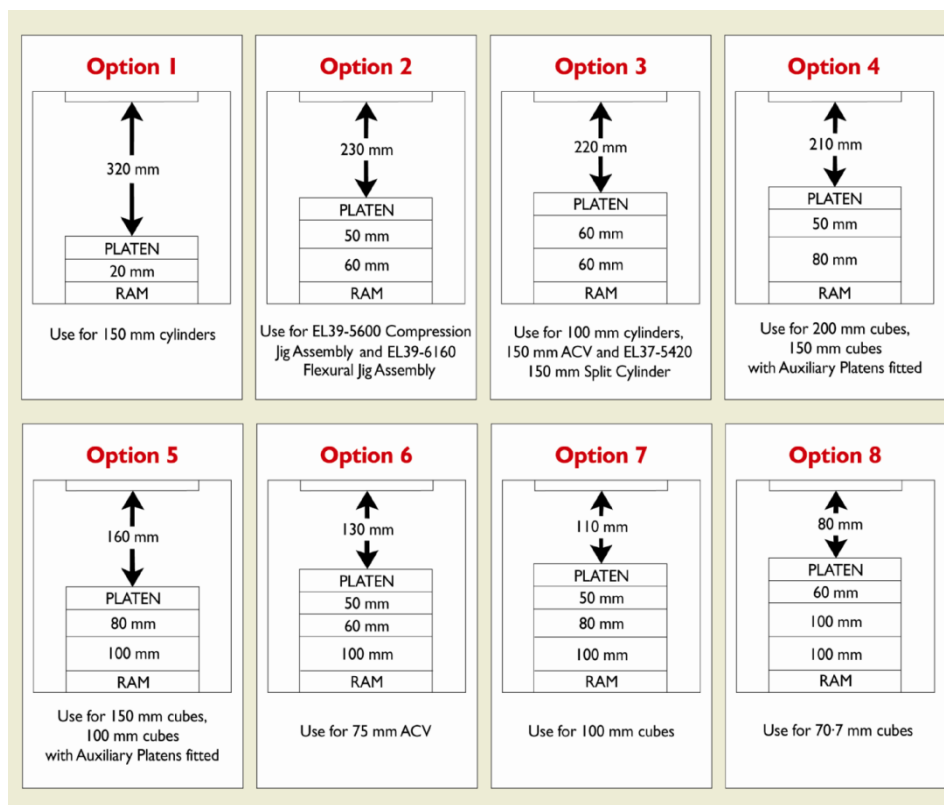 Option 1
320 mm
PLATEN
20 mm
RAM
Use for 150 mm cylinders
Option 2
230 mm
PLATEN
50 mm
60 mm
RAM
Use for EL39-5600 Compression
Jig Assembly and EL39-6160
Flexural Jig Assembly
Option 3
220 mm
PLATEN
60 mm
60 mm
RAM
Use for 100 mm cylinders,
150 mm ACV and EL37-5420
150 mm Split Cylinder
Option 4
210 mm
PLATEN
50 mm
80 mm
RAM
Use for 200 mm cubes,
150 mm cubes
with Auxiliary Platens fitted
Option 5
160 mm
PLATEN
80 mm
100 mm
RAM
Use for 150 mm cubes,
100 mm cubes
with Auxiliary Platens fitted
Option 6
130 mm
PLATEN
50 mm
60 mm
100 mm
RAM
Use for 75 mm ACV
Option 7
110 mm
PLATEN
50 mm
80 mm
100 mm
RAM
Use for 100 mm cubes
Option 8
80 mm
PLATEN
60 mm
100 mm
100 mm
RAM
Use for 70·7 mm cubes